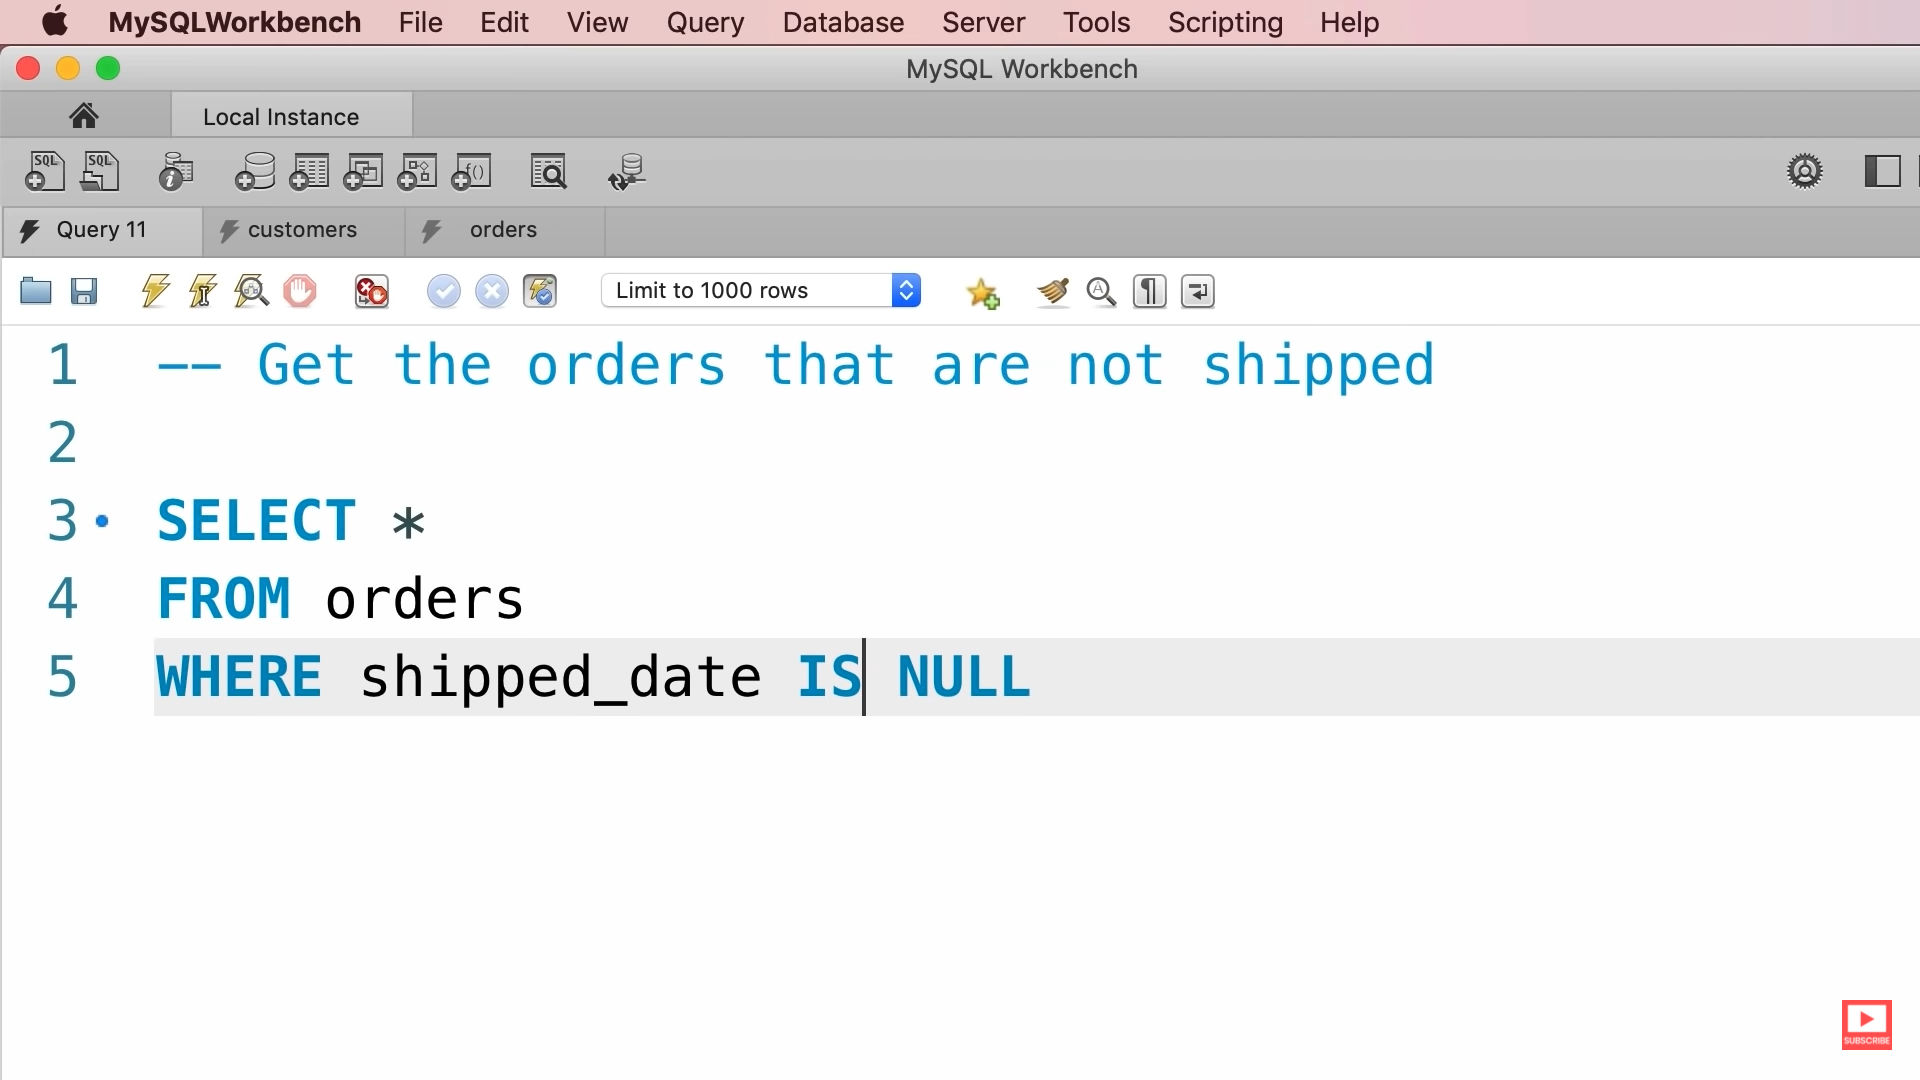 MySQLWorkbench File Edit View Query Database Server Tools Scripting Help
MySQL Workbench
Local Instance
SQL SQL f()
Query 11 customers orders
Limit to 1000 rows
1 -- Get the orders that are not shipped
2
3 SELECT *
4 FROM orders
5 WHERE shipped_date IS NULL
SUBSCRIBE